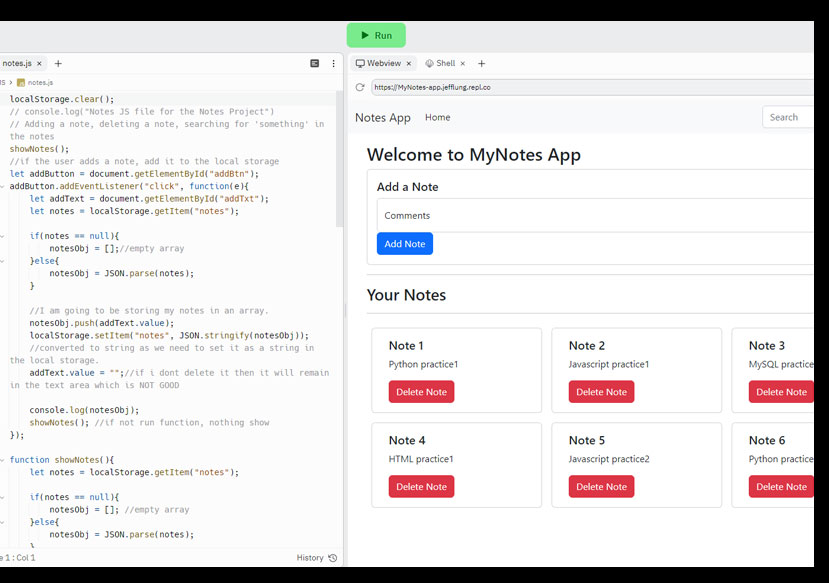 Run
notes.js × +
JS > notes.js
localStorage.clear();
// console.log("Notes JS file for the Notes Project")
// Adding a note, deleting a note, searching for 'something' in
the notes
showNotes();
//if the user adds a note, add it to the local storage
let addButton = document.getElementById("addBtn");
addButton.addEventListener("click", function(e){
let addText = document.getElementById("addTxt");
let notes = localStorage.getItem("notes");
if(notes == null){
notesObj = [];//empty array
}else{
notesObj = JSON.parse(notes);
}
//I am going to be storing my notes in an array.
notesObj.push(addText.value);
localStorage.setItem("notes", JSON.stringify(notesObj));
//converted to string as we need to set it as a string in
the local storage.
addText.value = "";//if i dont delete it then it will remain
in the text area which is NOT GOOD
console.log(notesObj);
showNotes(); //if not run function, nothing show
});
function showNotes(){
let notes = localStorage.getItem("notes");
if(notes == null){
notesObj = []; //empty array
}else{
notesObj = JSON.parse(notes);
}
e 1 : Col 1
History
Webview × Shell × +
https://MyNotes-app.jefflung.repl.co
Notes App Home Search
Welcome to MyNotes App
Add a Note
Comments
Add Note
Your Notes
Note 1
Python practice1
Delete Note
Note 2
Javascript practice1
Delete Note
Note 3
MySQL practice
Delete Note
Note 4
HTML practice1
Delete Note
Note 5
Javascript practice2
Delete Note
Note 6
Python practice
Delete Note